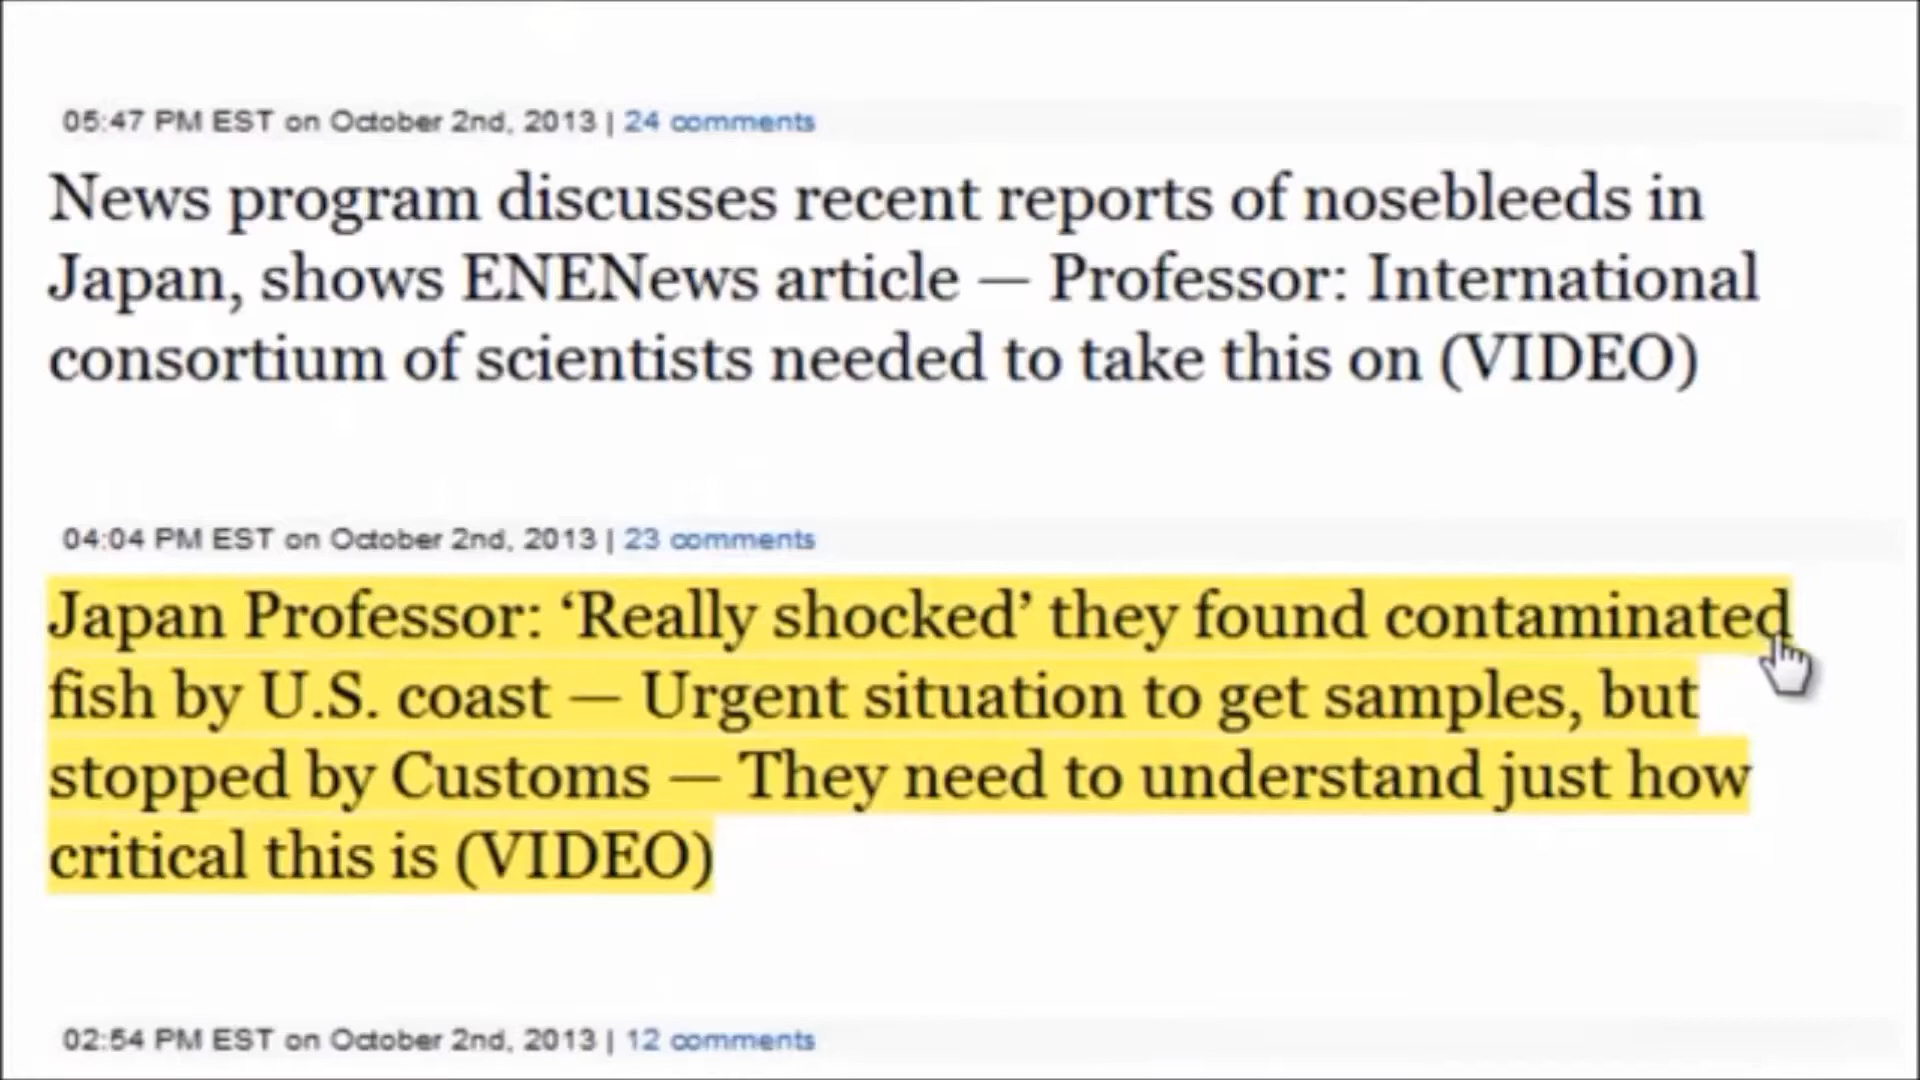 05:47 PM EST on October 2nd, 2013 | 24 comments
News program discusses recent reports of nosebleeds in
Japan, shows ENENews article — Professor: International
consortium of scientists needed to take this on (VIDEO)
04:04 PM EST on October 2nd, 2013 | 23 comments
Japan Professor: ‘Really shocked’ they found contaminated
fish by U.S. coast — Urgent situation to get samples, but
stopped by Customs — They need to understand just how
critical this is (VIDEO)
02:54 PM EST on October 2nd, 2013 | 12 comments